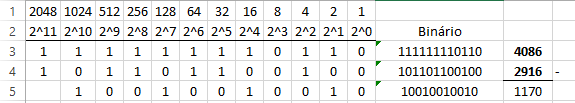 1 2048 1024 512 256 128 64 32 16 8 4 2 1
2 2^11 2^10 2^9 2^8 2^7 2^6 2^5 2^4 2^3 2^2 2^1 2^0 Binário
3 1 1 1 1 1 1 1 1 0 1 1 0 111111110110 4086
4 1 0 1 1 0 1 1 0 0 1 0 0 101101100100 2916 -
5 1 0 0 1 0 0 1 0 0 1 0 10010010010 1170